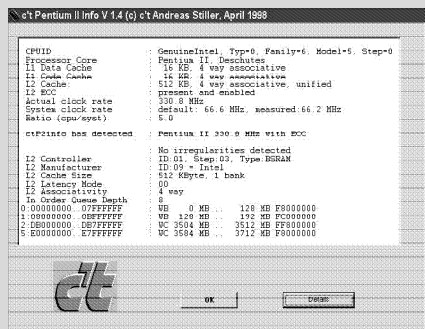 c't Pentium II Info V 1.4 (c) c't Andreas Stiller, April 1998
CPUID : GenuineIntel, Typ=0, Family=6, Model=5, Step=0
Processor Core : Pentium II, Deschutes
L1 Data Cache : 16 KB, 4 way associative
L1 Code Cache : 16 KB, 4 way associative
L2 Cache: : 512 KB, 4 way associative, unified
L2 ECC : present and enabled
Actual clock rate : 330.8 MHz
System clock rate : default: 66.6 MHz, measured:66.2 MHz
Ratio (cpu/syst) : 5.0
ctP2info has detected : Pentium II 330.8 MHz with ECC
: No irregularities detected
L2 Controller : ID:01, Step:03, Type:BSRAM
L2 Manufacturer : ID:09 = Intel
L2 Cache Size : 512 KByte, 1 bank
L2 Latency Mode : 00
L2 Associativity : 4 way
In Order Queue Depth : 8
0:00000000..07FFFFFF : WB 0 MB .. 128 MB F8000000
1:08000000..0BFFFFFF : WB 128 MB .. 192 MB FC000000
2:DB000000..DB7FFFFF : WC 3504 MB .. 3512 MB FF800000
5:E0000000..E7FFFFFF : WC 3584 MB .. 3712 MB F8000000
c't
OK
Details